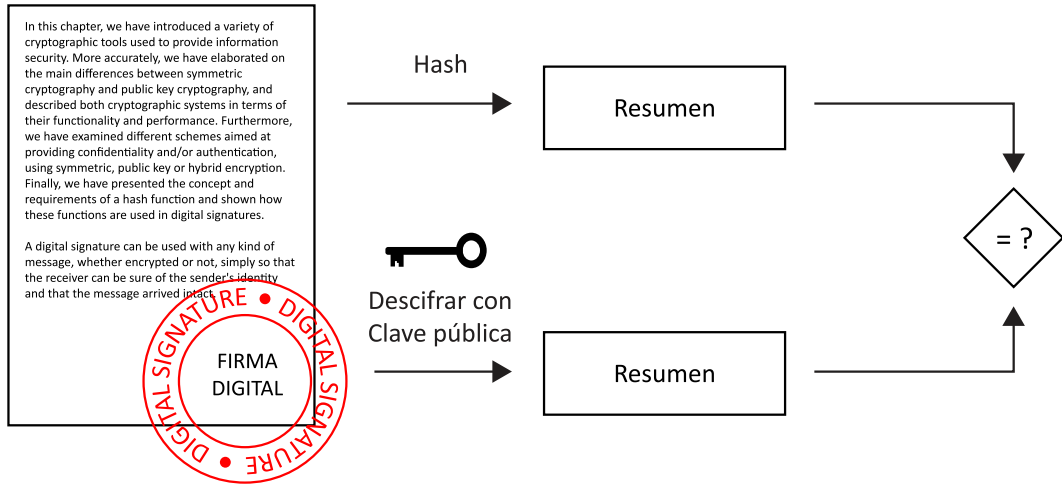 In this chapter, we have introduced a variety of
cryptographic tools used to provide information
security. More accurately, we have elaborated on
the main differences between symmetric
cryptography and public key cryptography, and
described both cryptographic systems in terms of
their functionality and performance. Furthermore,
we have examined different schemes aimed at
providing confidentiality and/or authentication,
using symmetric, public key or hybrid encryption.
Finally, we have presented the concept and
requirements of a hash function and shown how
these functions are used in digital signatures.
A digital signature can be used with any kind of
message, whether encrypted or not, simply so that
the receiver can be sure of the sender's identity
and that the message arrived intact.
DIGITAL SIGNATURE • DIGITAL SIGNATURE •
FIRMA
DIGITAL
Hash
Resumen
Descifrar con
Clave pública
Resumen
= ?